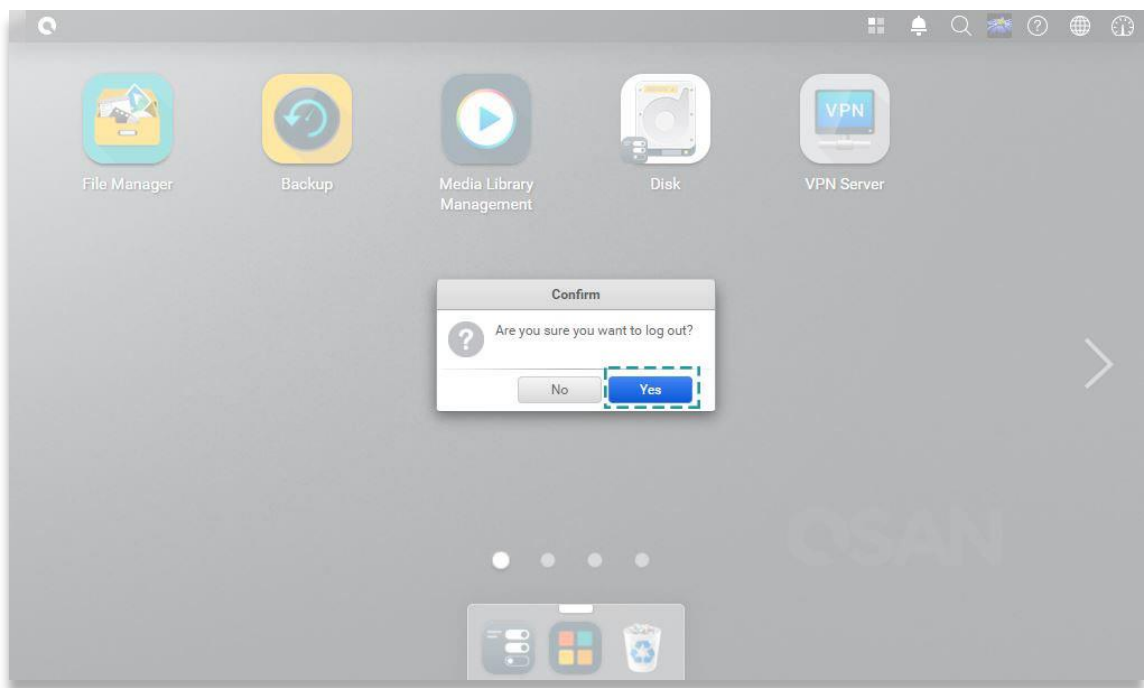 File Manager
Backup
Media Library
Management
Disk
VPN
VPN Server
Confirm
?
Are you sure you want to log out?
No
Yes
QSAN